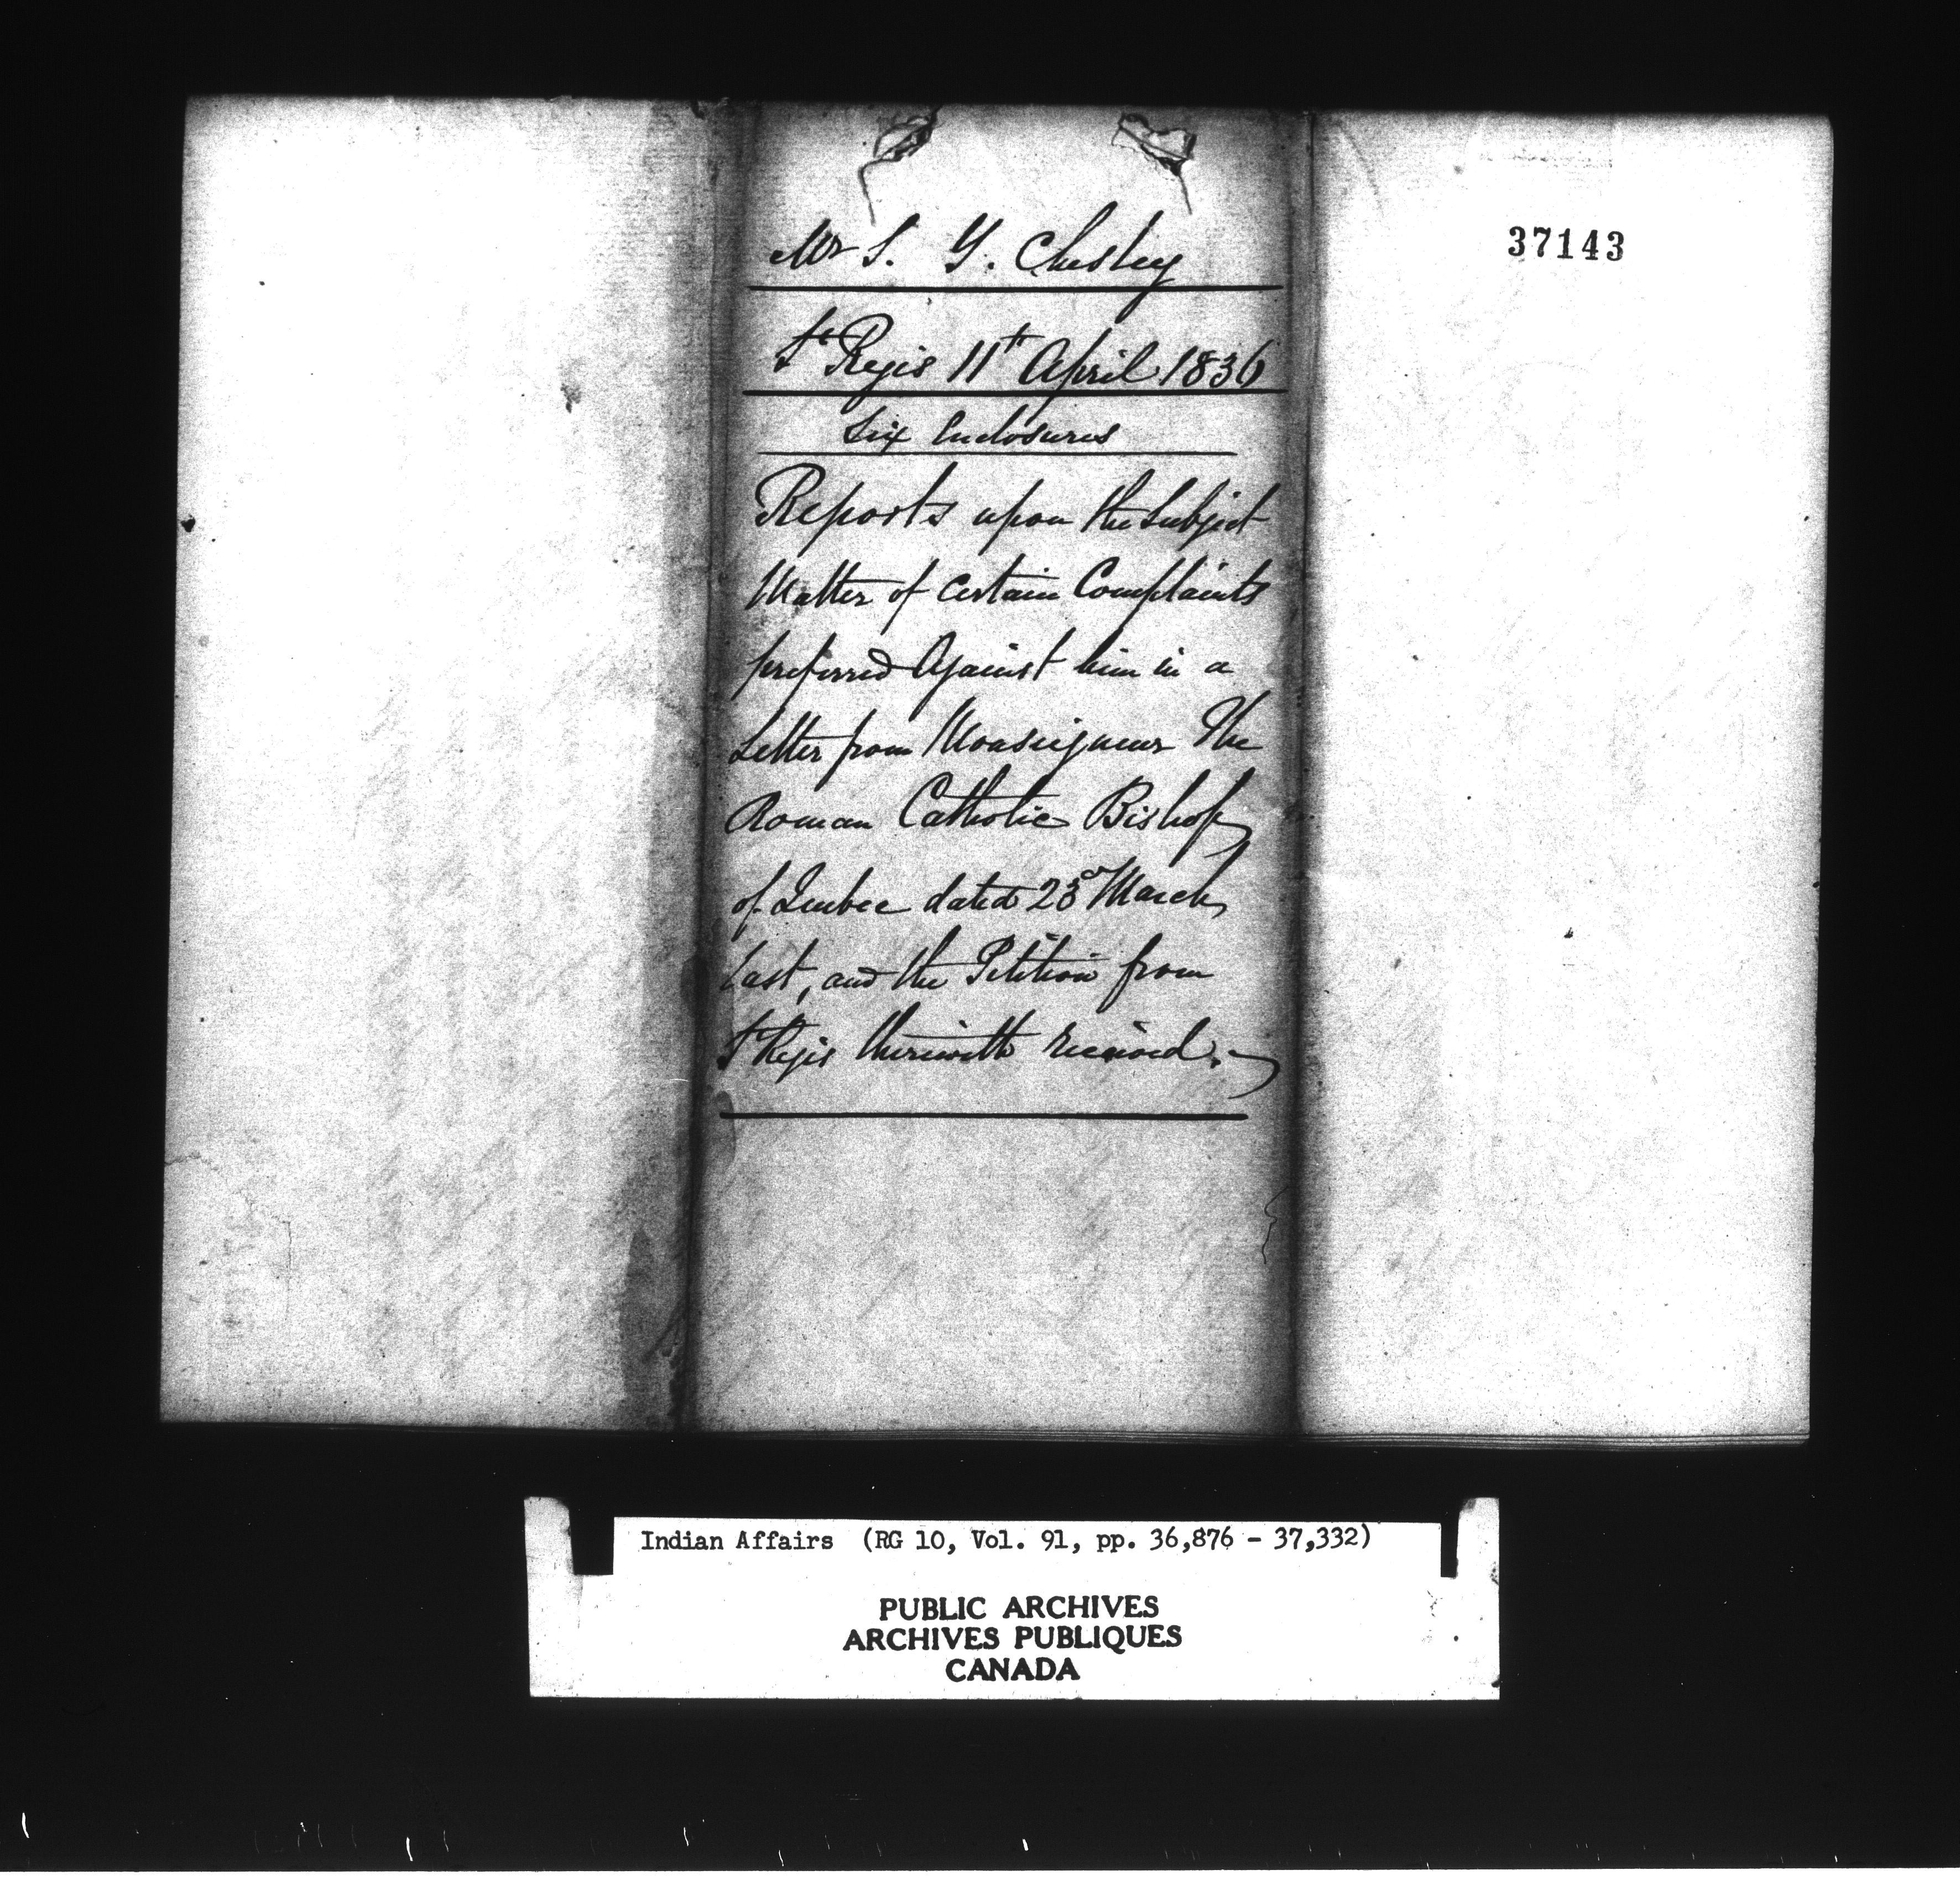 Mr S. Y. Chesley
St Regis 11th April 1836
Six Enclosures
Reports upon the Subject
Matter of certain Complaints
preferred Against him in a
Letter from Monseigneur The
Roman Catholic Bishop
of Quebec dated 23d March
last, and the Petition from
St Regis therewith received.
37143
Indian Affairs (RG 10, Vol. 91, pp. 36,876 - 37,332)
PUBLIC ARCHIVES
ARCHIVES PUBLIQUES
CANADA